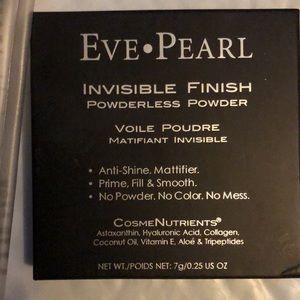 EVE•PEARL
INVISIBLE FINISH
POWDERLESS POWDER
VOILE POUDRE
MATIFIANT INVISIBLE
• Anti-Shine, Mattifier.
• Prime, Fill & Smooth.
• No Powder. No Color. No Mess.
COSMENUTRIENTS®
Astaxanthin, Hyaluronic Acid, Collagen,
Coconut Oil, Vitamin E, Aloé & Tripeptides
NET WT./POIDS NET: 7g/0.25 US OZ